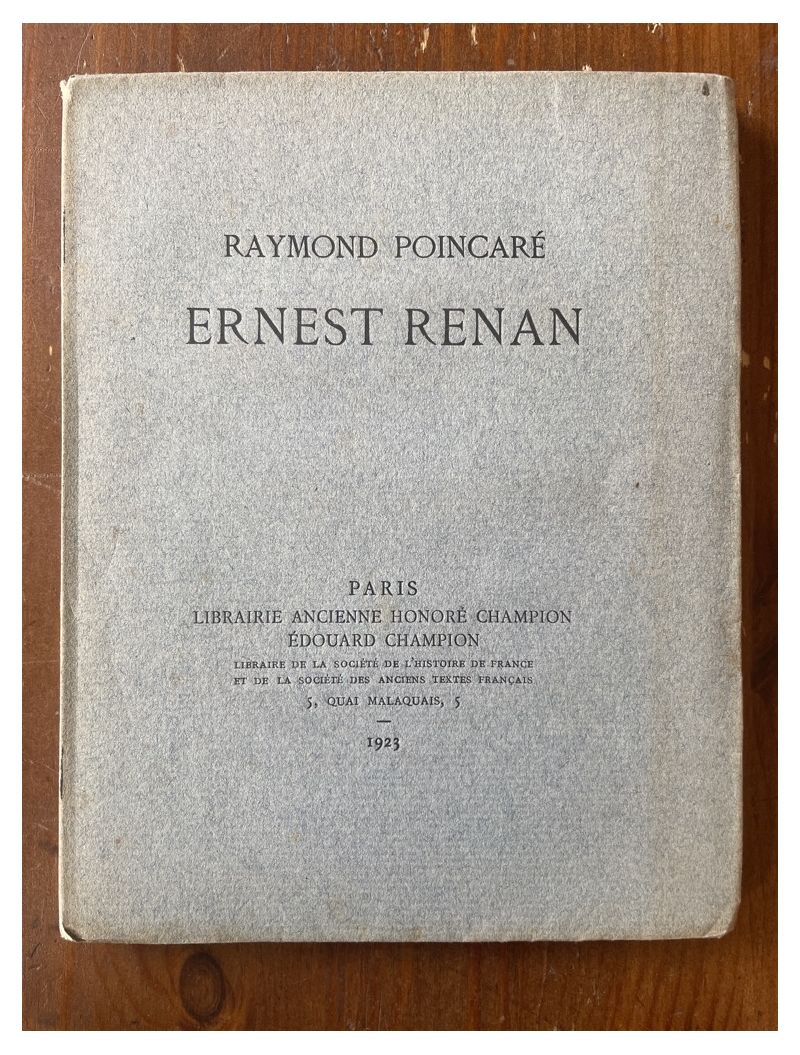 RAYMOND POINCARÉ
ERNEST RENAN
PARIS
LIBRAIRIE ANCIENNE HONORÉ CHAMPION
ÉDOUARD CHAMPION
LIBRAIRE DE LA SOCIÉTÉ DE L'HISTOIRE DE FRANCE
ET DE LA SOCIÉTÉ DES ANCIENS TEXTES FRANÇAIS
5, QUAI MALAQUAIS, 5
—
1923